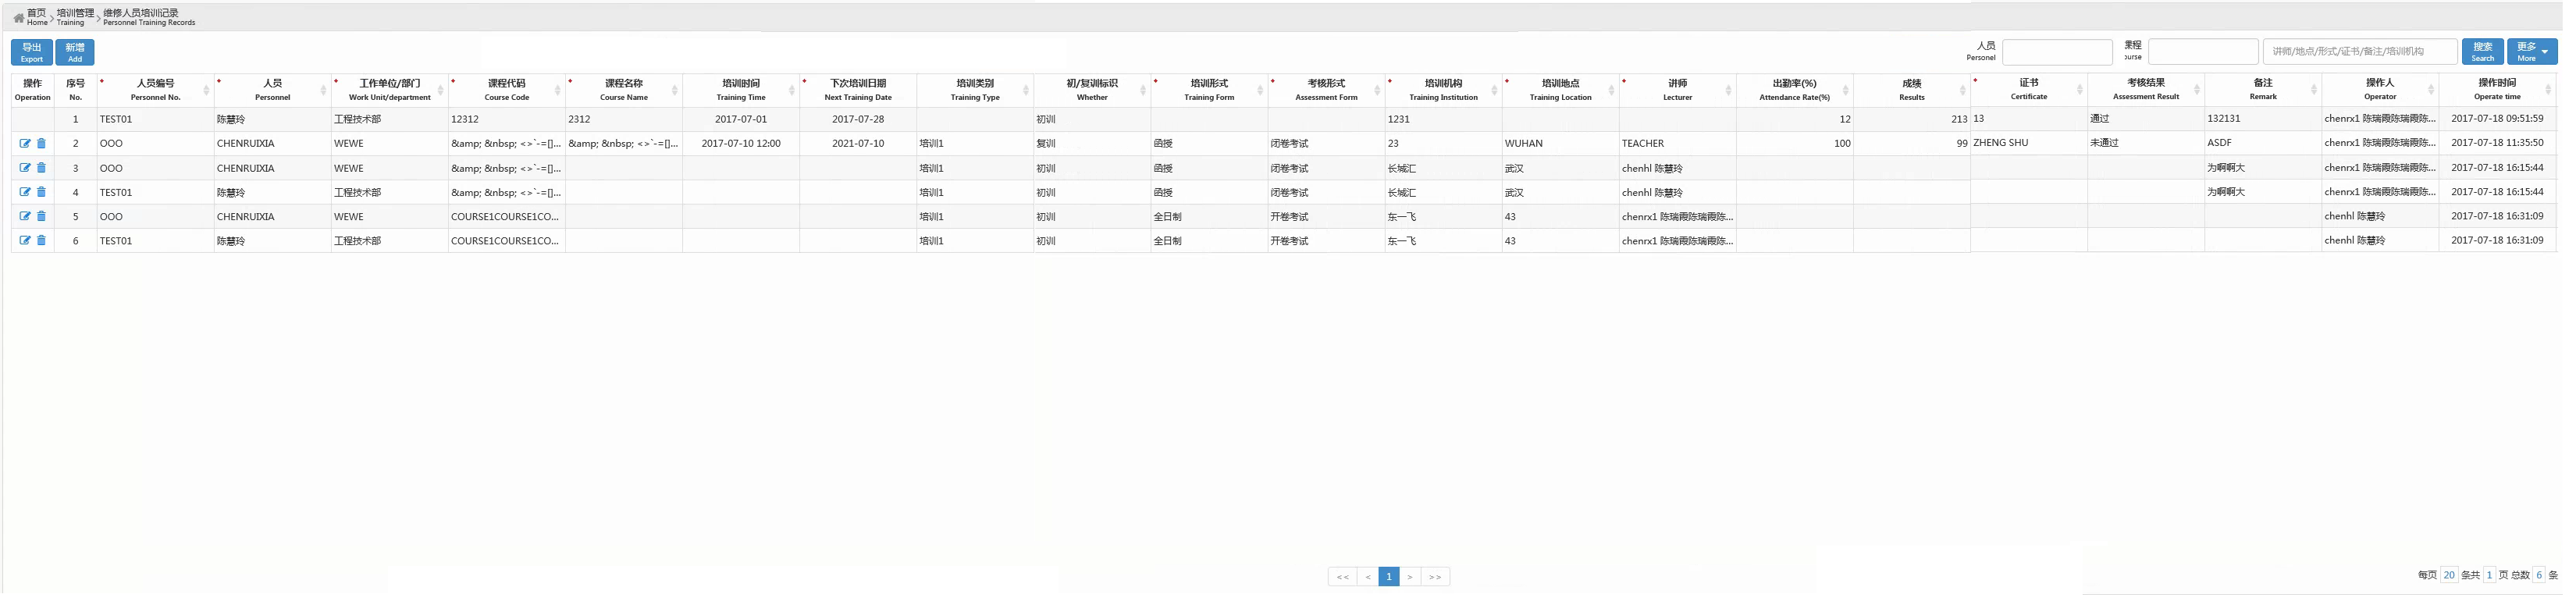 首页 培训管理 维修人员培训记录
Home Training Personnel Training Records
导出 新增 人员 课程 搜索 更多
Export Add Personel ourse 讲师/地点/形式/证书/备注/培训机构 Search More
操作 序号 * 人员编号 * 人员 * 工作单位/部门 * 课程代码 * 课程名称 培训时间 * 下次培训日期 培训类别 初/复训标识 * 培训形式 * 考核形式 * 培训机构 * 培训地点 * 讲师 出勤率(%) 成绩 * 证书 考核结果 备注 操作人 操作时间
Operation No. Personnel No. Personnel Work Unit/department Course Code Course Name Training Time Next Training Date Training Type Whether Training Form Assessment Form Training Institution Training Location Lecturer Attendance Rate(%) Results Certificate Assessment Result Remark Operator Operate time
1 TEST01 陈慧玲 工程技术部 12312 2312 2017-07-01 2017-07-28 初训 1231 12 213 13 通过 132131 chenrx1 陈瑞霞陈瑞霞陈... 2017-07-18 09:51:59
2 OOO CHENRUIXIA WEWE &amp; &nbsp; <>`-=[]... &amp; &nbsp; <>`-=[]... 2017-07-10 12:00 2021-07-10 培训1 复训 函授 闭卷考试 23 WUHAN TEACHER 100 99 ZHENG SHU 未通过 ASDF chenrx1 陈瑞霞陈瑞霞陈... 2017-07-18 11:35:50
3 OOO CHENRUIXIA WEWE &amp; &nbsp; <>`-=[]... 培训1 初训 函授 闭卷考试 长城汇 武汉 chenhl 陈慧玲 为啊啊大 chenrx1 陈瑞霞陈瑞霞陈... 2017-07-18 16:15:44
4 TEST01 陈慧玲 工程技术部 &amp; &nbsp; <>`-=[]... 培训1 初训 函授 闭卷考试 长城汇 武汉 chenhl 陈慧玲 为啊啊大 chenrx1 陈瑞霞陈瑞霞陈... 2017-07-18 16:15:44
5 OOO CHENRUIXIA WEWE COURSE1COURSE1CO... 培训1 初训 全日制 开卷考试 东一飞 43 chenrx1 陈瑞霞陈瑞霞陈... chenhl 陈慧玲 2017-07-18 16:31:09
6 TEST01 陈慧玲 工程技术部 COURSE1COURSE1CO... 培训1 初训 全日制 开卷考试 东一飞 43 chenrx1 陈瑞霞陈瑞霞陈... chenhl 陈慧玲 2017-07-18 16:31:09
<< < 1 > >> 每页 20 条共 1 页 总数 6 条